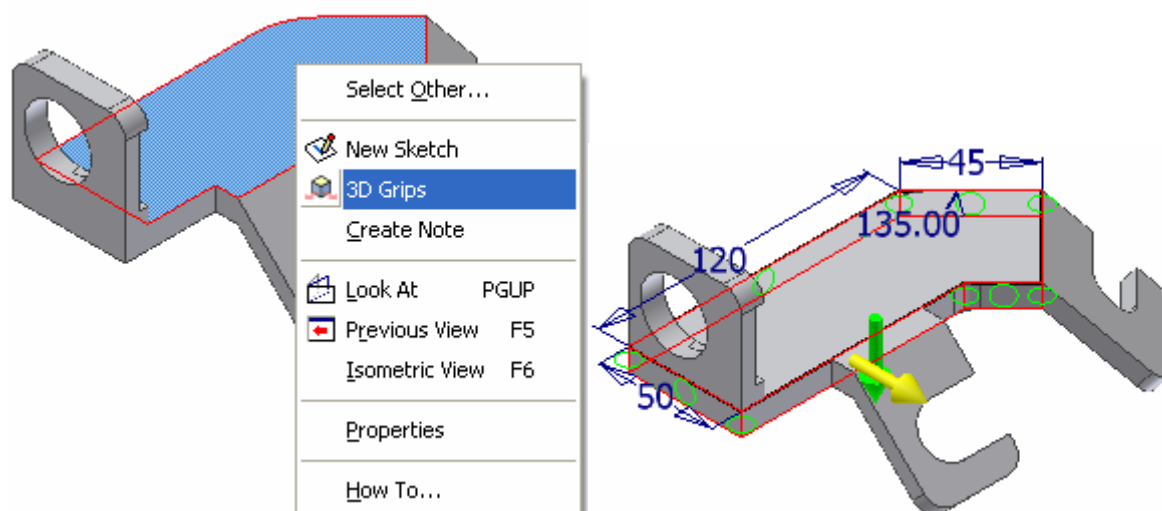 Select Other...
New Sketch
3D Grips
Create Note
Look At PGUP
Previous View F5
Isometric View F6
Properties
How To...
45
135.00
120
50